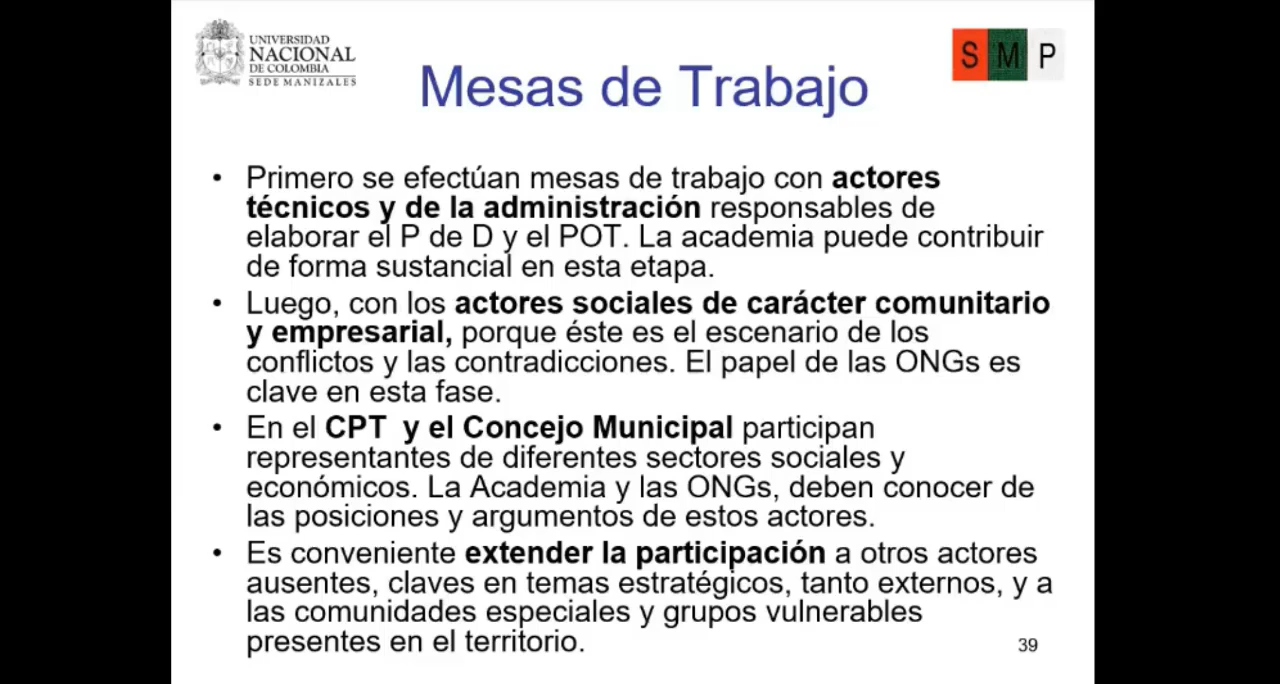 UNIVERSIDAD
NACIONAL
DE COLOMBIA
SEDE MANIZALES
S M P
Mesas de Trabajo
• Primero se efectúan mesas de trabajo con actores
técnicos y de la administración responsables de
elaborar el P de D y el POT. La academia puede contribuir
de forma sustancial en esta etapa.
• Luego, con los actores sociales de carácter comunitario
y empresarial, porque éste es el escenario de los
conflictos y las contradicciones. El papel de las ONGs es
clave en esta fase.
• En el CPT  y el Concejo Municipal participan
representantes de diferentes sectores sociales y
económicos. La Academia y las ONGs, deben conocer de
las posiciones y argumentos de estos actores.
• Es conveniente extender la participación a otros actores
ausentes, claves en temas estratégicos, tanto externos, y a
las comunidades especiales y grupos vulnerables
presentes en el territorio.
39